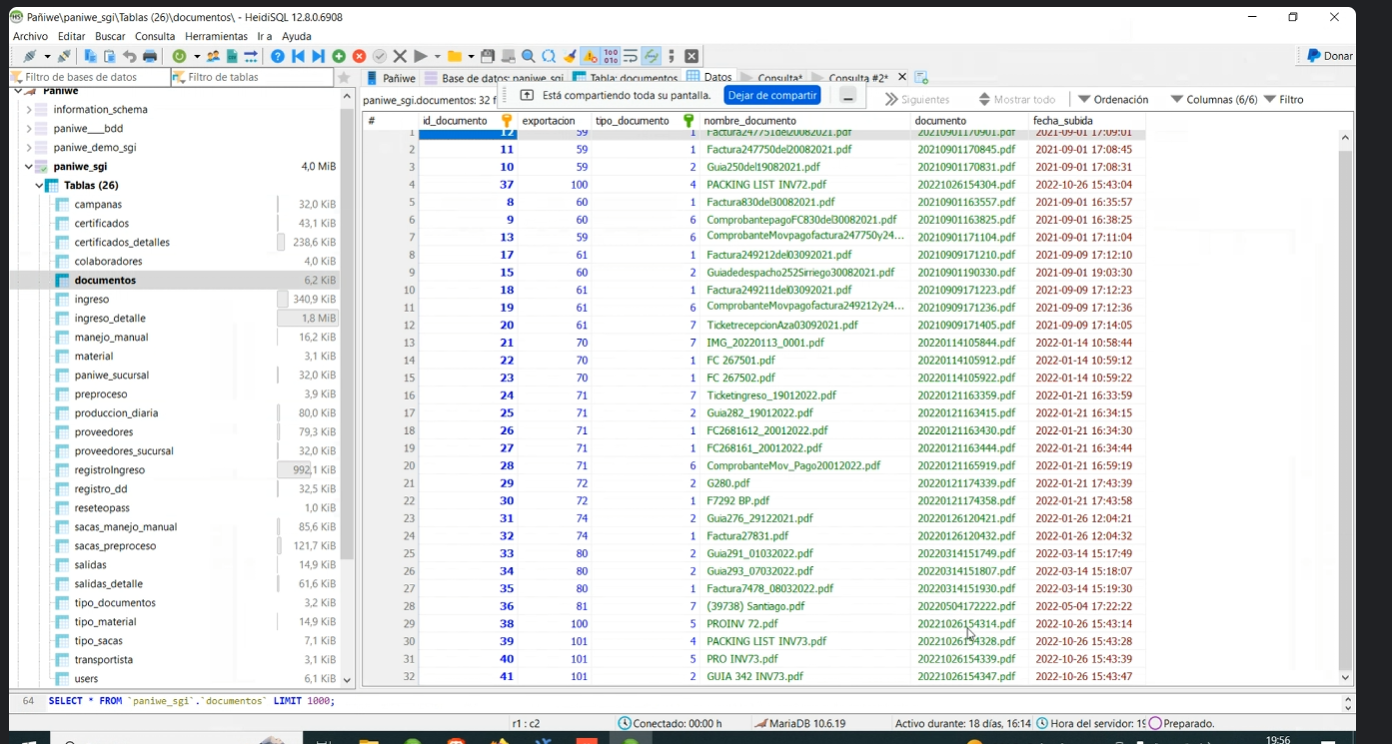 Pañiwe\paniwe_sgi\Tablas (26)\documentos\ - HeidiSQL 12.8.0.6908
Archivo Editar Buscar Consulta Herramientas Ir a Ayuda
Donar
Filtro de bases de datos Filtro de tablas Pañiwe Base de datos: paniwe_sgi Tabla: documentos Datos Consulta* Consulta #2*
paniwe_sgi.documentos: 32 f Está compartiendo toda su pantalla. Dejar de compartir Siguientes Mostrar todo Ordenación Columnas (6/6) Filtro
Pañiwe
information_schema
paniwe___bdd
paniwe_demo_sgi
paniwe_sgi 4,0 MiB
Tablas (26)
campanas 32,0 KiB
certificados 43,1 KiB
certificados_detalles 238,6 KiB
colaboradores 4,0 KiB
documentos 6,2 KiB
ingreso 340,9 KiB
ingreso_detalle 1,8 MiB
manejo_manual 16,2 KiB
material 3,1 KiB
paniwe_sucursal 32,0 KiB
preproceso 3,9 KiB
produccion_diaria 80,0 KiB
proveedores 79,3 KiB
proveedores_sucursal 32,0 KiB
registroIngreso 992,1 KiB
registro_dd 32,5 KiB
reseteopass 1,0 KiB
sacas_manejo_manual 85,6 KiB
sacas_preproceso 121,7 KiB
salidas 14,9 KiB
salidas_detalle 61,6 KiB
tipo_documentos 3,2 KiB
tipo_material 14,9 KiB
tipo_sacas 7,1 KiB
transportista 3,1 KiB
users 6,1 KiB
# id_documento exportacion tipo_documento nombre_documento documento fecha_subida
1 12 59 1 Factura247751del20082021.pdf 20210901170901.pdf 2021-09-01 17:09:01
2 11 59 1 Factura247750del20082021.pdf 20210901170845.pdf 2021-09-01 17:08:45
3 10 59 2 Guia250del19082021.pdf 20210901170831.pdf 2021-09-01 17:08:31
4 37 100 4 PACKING LIST INV72.pdf 20221026154304.pdf 2022-10-26 15:43:04
5 8 60 1 Factura830del30082021.pdf 20210901163557.pdf 2021-09-01 16:35:57
6 9 60 6 ComprobantepagoFC830del30082021.pdf 20210901163825.pdf 2021-09-01 16:38:25
7 13 59 6 ComprobanteMovpagofactura247750y24... 20210901171104.pdf 2021-09-01 17:11:04
8 17 61 1 Factura249212del03092021.pdf 20210909171210.pdf 2021-09-09 17:12:10
9 15 60 2 Guiadedespacho252Sirriego30082021.pdf 20210901190330.pdf 2021-09-01 19:03:30
10 18 61 1 Factura249211del03092021.pdf 20210909171223.pdf 2021-09-09 17:12:23
11 19 61 6 ComprobanteMovpagofactura249212y24... 20210909171236.pdf 2021-09-09 17:12:36
12 20 61 7 TicketrecepcionAza03092021.pdf 20210909171405.pdf 2021-09-09 17:14:05
13 21 70 7 IMG_20220113_0001.pdf 20220114105844.pdf 2022-01-14 10:58:44
14 22 70 1 FC 267501.pdf 20220114105912.pdf 2022-01-14 10:59:12
15 23 70 1 FC 267502.pdf 20220114105922.pdf 2022-01-14 10:59:22
16 24 71 7 Ticketingreso_19012022.pdf 20220121163359.pdf 2022-01-21 16:33:59
17 25 71 2 Guia282_19012022.pdf 20220121163415.pdf 2022-01-21 16:34:15
18 26 71 1 FC2681612_20012022.pdf 20220121163430.pdf 2022-01-21 16:34:30
19 27 71 1 FC268161_20012022.pdf 20220121163444.pdf 2022-01-21 16:34:44
20 28 71 6 ComprobanteMov_Pago20012022.pdf 20220121165919.pdf 2022-01-21 16:59:19
21 29 72 2 G280.pdf 20220121174339.pdf 2022-01-21 17:43:39
22 30 72 1 F7292 BP.pdf 20220121174358.pdf 2022-01-21 17:43:58
23 31 74 2 Guia276_29122021.pdf 20220126120421.pdf 2022-01-26 12:04:21
24 32 74 1 Factura27831.pdf 20220126120432.pdf 2022-01-26 12:04:32
25 33 80 2 Guia291_01032022.pdf 20220314151749.pdf 2022-03-14 15:17:49
26 34 80 2 Guia293_07032022.pdf 20220314151807.pdf 2022-03-14 15:18:07
27 35 80 1 Factura7478_08032022.pdf 20220314151930.pdf 2022-03-14 15:19:30
28 36 81 7 (39738) Santiago.pdf 20220504172222.pdf 2022-05-04 17:22:22
29 38 100 5 PROINV 72.pdf 20221026154314.pdf 2022-10-26 15:43:14
30 39 101 4 PACKING LIST INV73.pdf 20221026154328.pdf 2022-10-26 15:43:28
31 40 101 5 PRO INV73.pdf 20221026154339.pdf 2022-10-26 15:43:39
32 41 101 2 GUIA 342 INV73.pdf 20221026154347.pdf 2022-10-26 15:43:47
64 SELECT * FROM `paniwe_sgi`.`documentos` LIMIT 1000;
r1 : c2 Conectado: 00:00 h MariaDB 10.6.19 Activo durante: 18 días, 16:14 Hora del servidor: 19 Preparado.
19:56